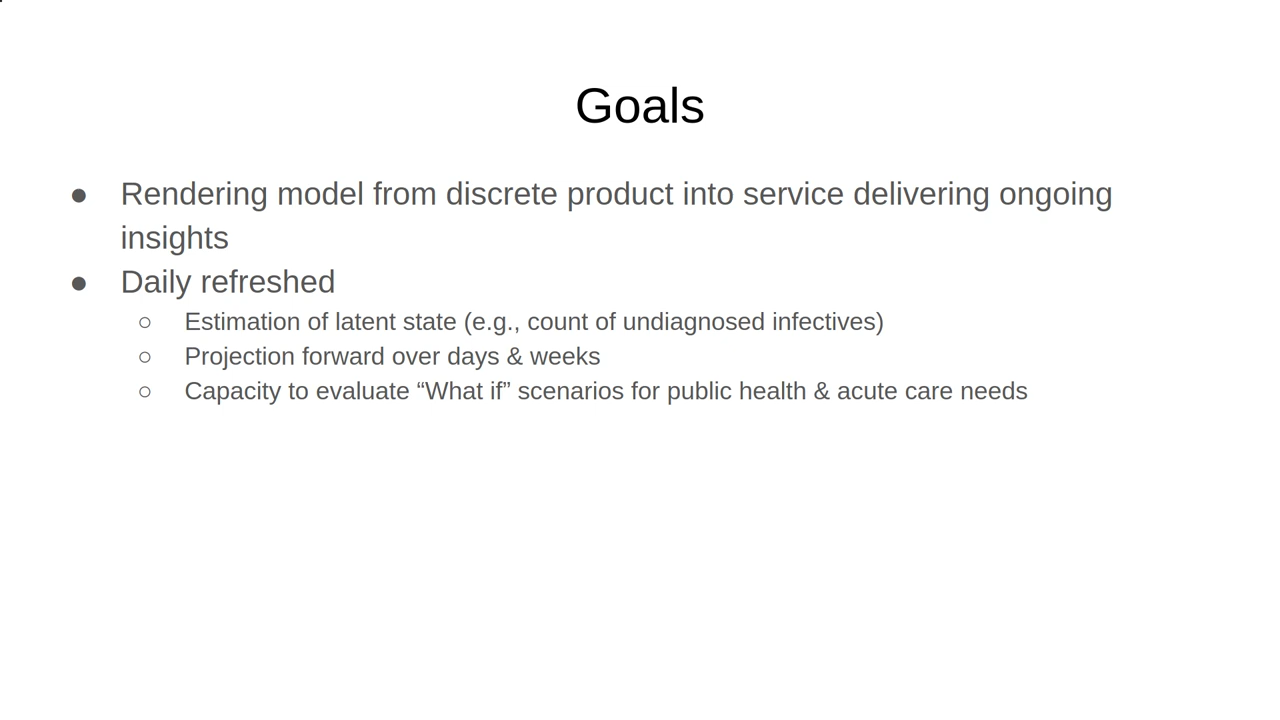 Goals
● Rendering model from discrete product into service delivering ongoing
insights
● Daily refreshed
○ Estimation of latent state (e.g., count of undiagnosed infectives)
○ Projection forward over days & weeks
○ Capacity to evaluate “What if” scenarios for public health & acute care needs